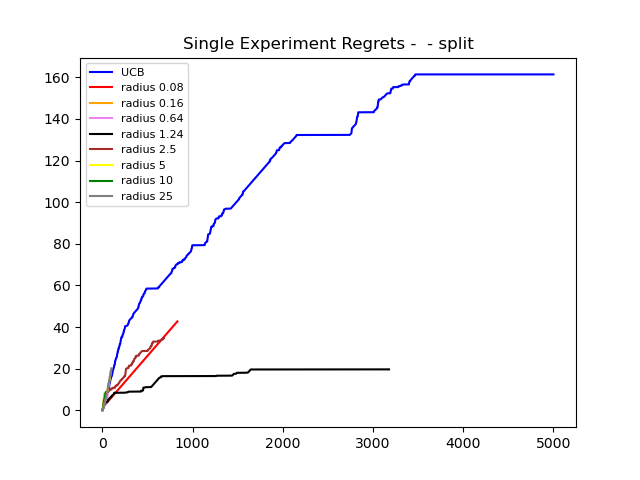 Single Experiment Regrets -  - split
UCB
radius 0.08
radius 0.16
radius 0.64
radius 1.24
radius 2.5
radius 5
radius 10
radius 25
160
140
120
100
80
60
40
20
0
0 1000 2000 3000 4000 5000